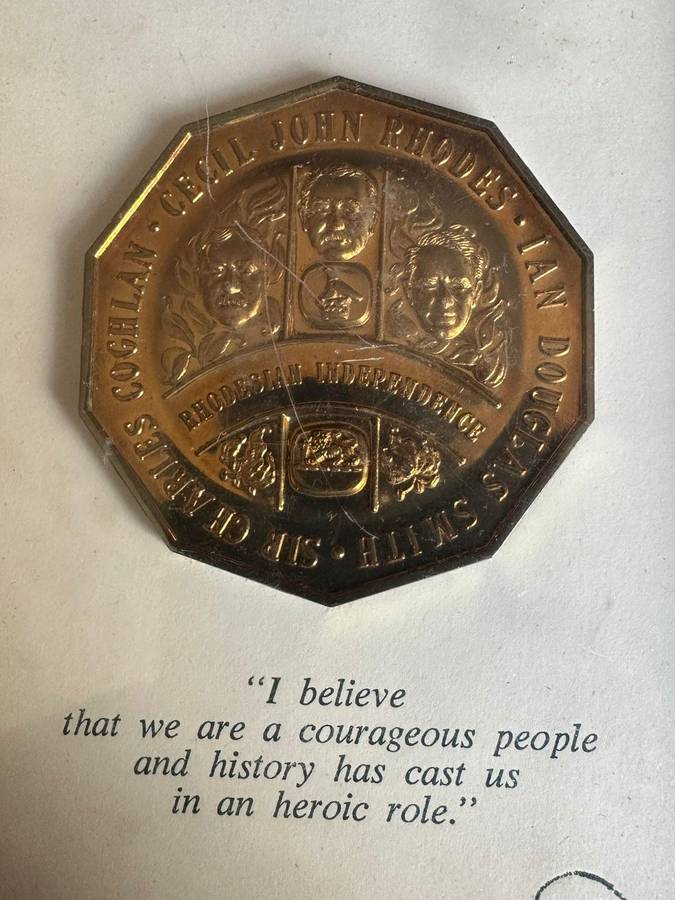 SIR CHARLES COGHLAN · CECIL JOHN RHODES · IAN DOUGLAS SMITH ·
RHODESIAN INDEPENDENCE
“I believe
that we are a courageous people
and history has cast us
in an heroic role.”